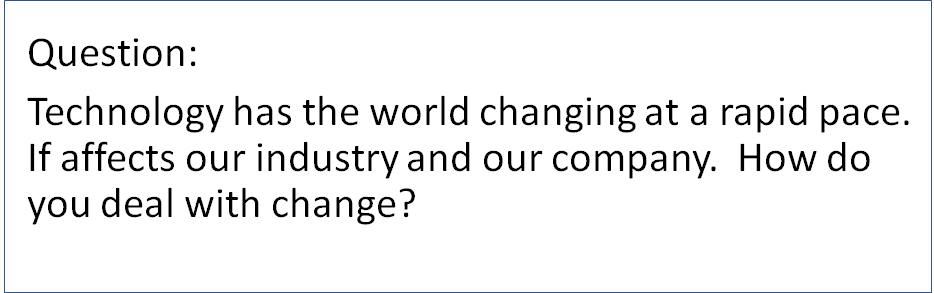 Question:
Technology has the world changing at a rapid pace.
If affects our industry and our company.  How do
you deal with change?